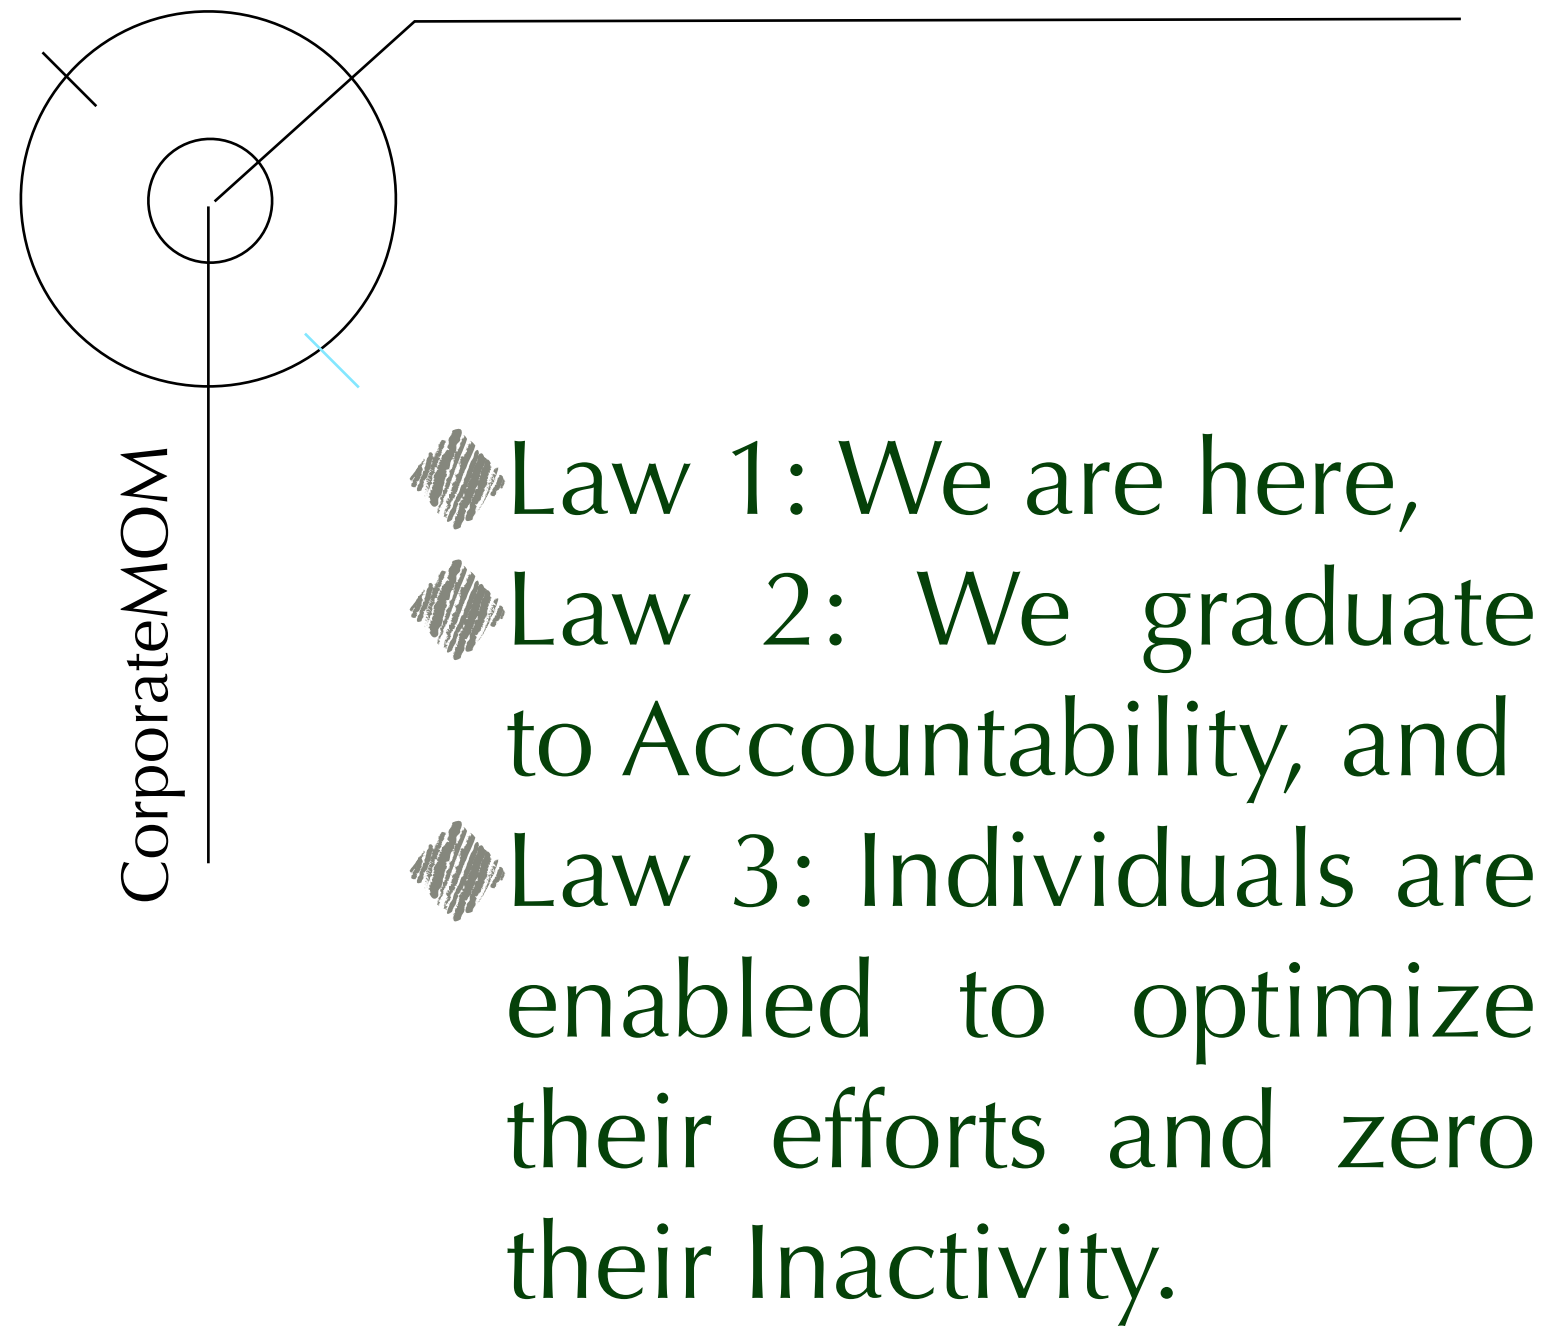 CorporateMOM
Law 1: We are here,
Law 2: We graduate
to Accountability, and
Law 3: Individuals are
enabled to optimize
their efforts and zero
their Inactivity.